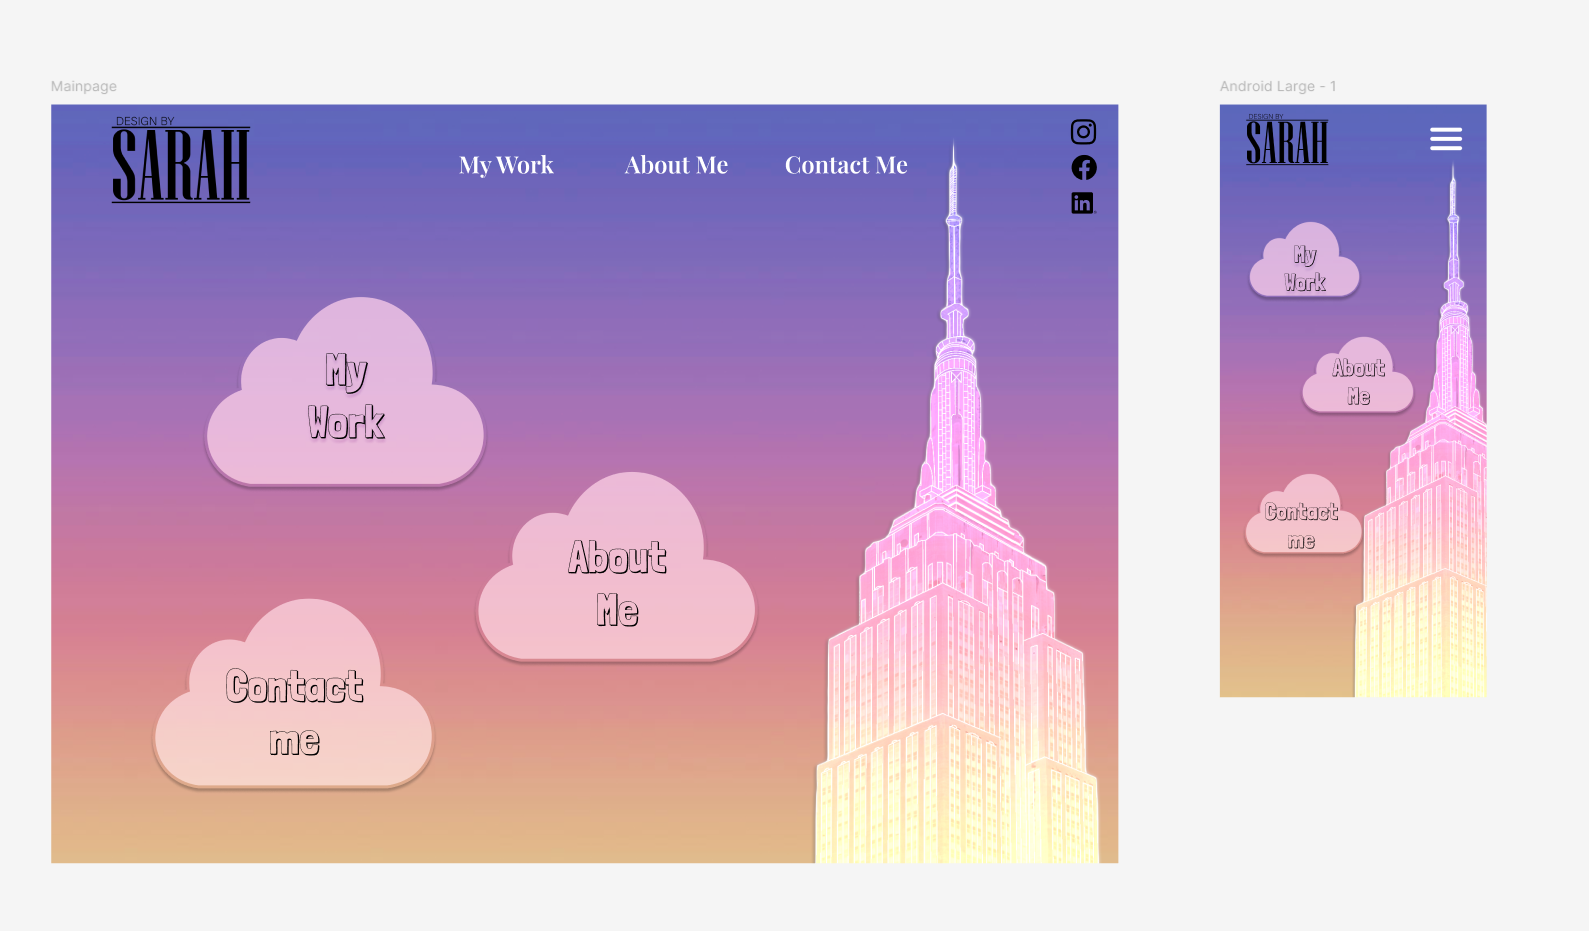 Mainpage
DESIGN BY
SARAH
My Work
About Me
Contact Me
in
My
Work
About
Me
Contact
me
Android Large - 1
DESIGN BY
SARAH
My
Work
About
Me
Contact
me